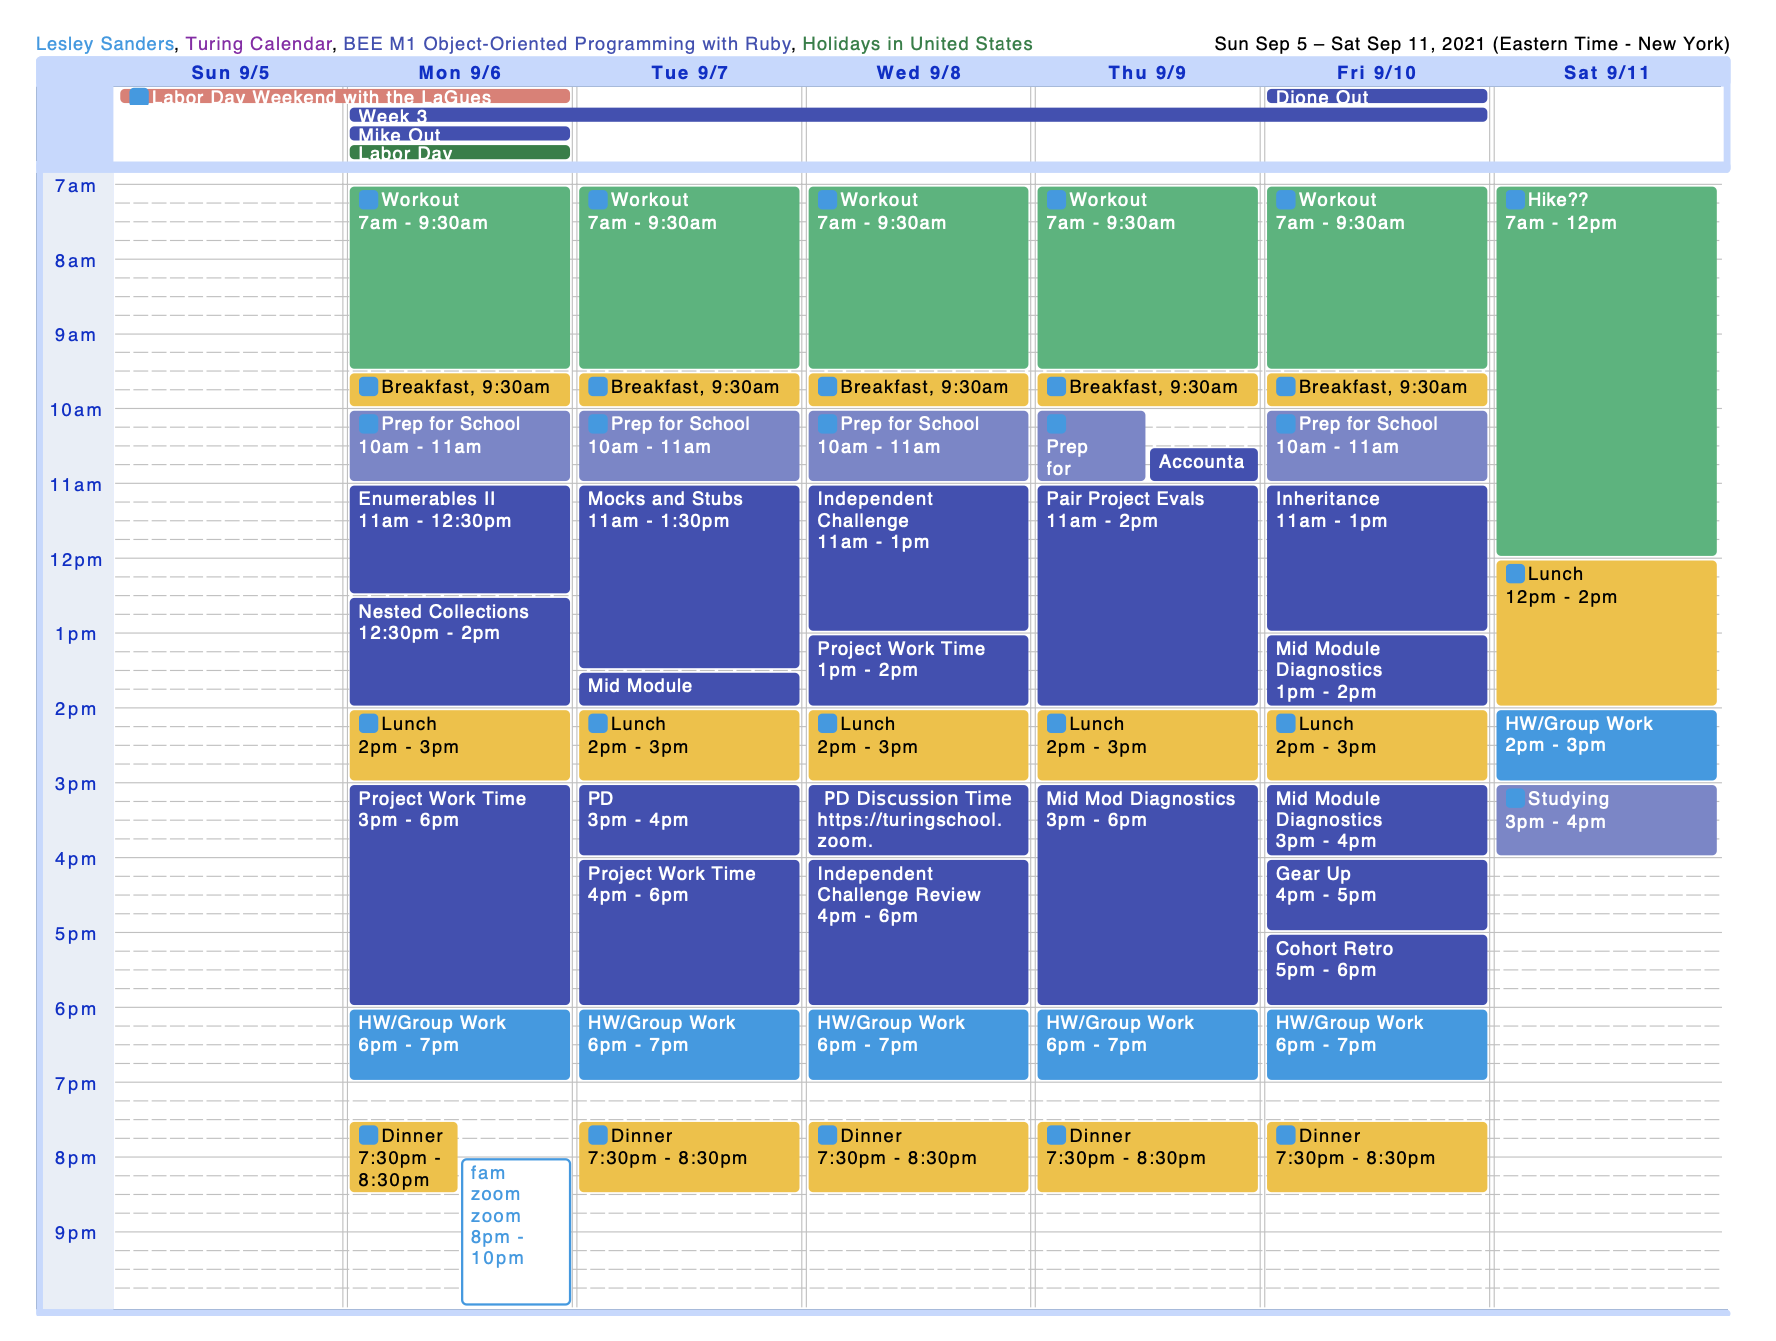 Lesley Sanders, Turing Calendar, BEE M1 Object-Oriented Programming with Ruby, Holidays in United States
Sun Sep 5 – Sat Sep 11, 2021 (Eastern Time - New York)
Sun 9/5
Mon 9/6
Tue 9/7
Wed 9/8
Thu 9/9
Fri 9/10
Sat 9/11
Labor Day Weekend with the LaGues
Dione Out
Week 3
Mike Out
Labor Day
7am
8am
9am
10am
11am
12pm
1pm
2pm
3pm
4pm
5pm
6pm
7pm
8pm
9pm
Workout
7am - 9:30am
Breakfast, 9:30am
Prep for School
10am - 11am
Enumerables II
11am - 12:30pm
Nested Collections
12:30pm - 2pm
Lunch
2pm - 3pm
Project Work Time
3pm - 6pm
HW/Group Work
6pm - 7pm
Dinner
7:30pm -
8:30pm
fam
zoom
zoom
8pm -
10pm
Workout
7am - 9:30am
Breakfast, 9:30am
Prep for School
10am - 11am
Mocks and Stubs
11am - 1:30pm
Mid Module
Lunch
2pm - 3pm
PD
3pm - 4pm
Project Work Time
4pm - 6pm
HW/Group Work
6pm - 7pm
Dinner
7:30pm - 8:30pm
Workout
7am - 9:30am
Breakfast, 9:30am
Prep for School
10am - 11am
Independent
Challenge
11am - 1pm
Project Work Time
1pm - 2pm
Lunch
2pm - 3pm
PD Discussion Time
https://turingschool.
zoom.
Independent
Challenge Review
4pm - 6pm
HW/Group Work
6pm - 7pm
Dinner
7:30pm - 8:30pm
Workout
7am - 9:30am
Breakfast, 9:30am
Prep
for
Accounta
Pair Project Evals
11am - 2pm
Lunch
2pm - 3pm
Mid Mod Diagnostics
3pm - 6pm
HW/Group Work
6pm - 7pm
Dinner
7:30pm - 8:30pm
Workout
7am - 9:30am
Breakfast, 9:30am
Prep for School
10am - 11am
Inheritance
11am - 1pm
Mid Module
Diagnostics
1pm - 2pm
Lunch
2pm - 3pm
Mid Module
Diagnostics
3pm - 4pm
Gear Up
4pm - 5pm
Cohort Retro
5pm - 6pm
HW/Group Work
6pm - 7pm
Dinner
7:30pm - 8:30pm
Hike??
7am - 12pm
Lunch
12pm - 2pm
HW/Group Work
2pm - 3pm
Studying
3pm - 4pm